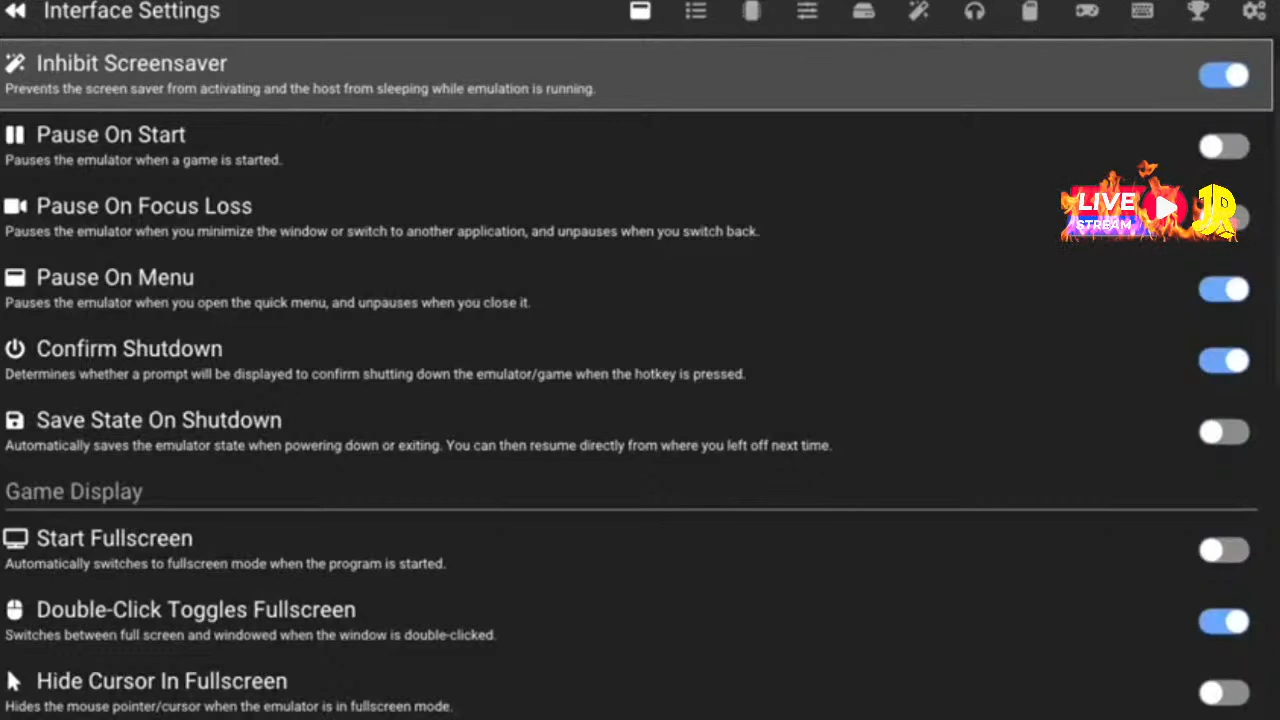 Interface Settings
Inhibit Screensaver
Prevents the screen saver from activating and the host from sleeping while emulation is running.
Pause On Start
Pauses the emulator when a game is started.
Pause On Focus Loss
Pauses the emulator when you minimize the window or switch to another application, and unpauses when you switch back.
LIVE
STREAM
JR
Pause On Menu
Pauses the emulator when you open the quick menu, and unpauses when you close it.
Confirm Shutdown
Determines whether a prompt will be displayed to confirm shutting down the emulator/game when the hotkey is pressed.
Save State On Shutdown
Automatically saves the emulator state when powering down or exiting. You can then resume directly from where you left off next time.
Game Display
Start Fullscreen
Automatically switches to fullscreen mode when the program is started.
Double-Click Toggles Fullscreen
Switches between full screen and windowed when the window is double-clicked.
Hide Cursor In Fullscreen
Hides the mouse pointer/cursor when the emulator is in fullscreen mode.